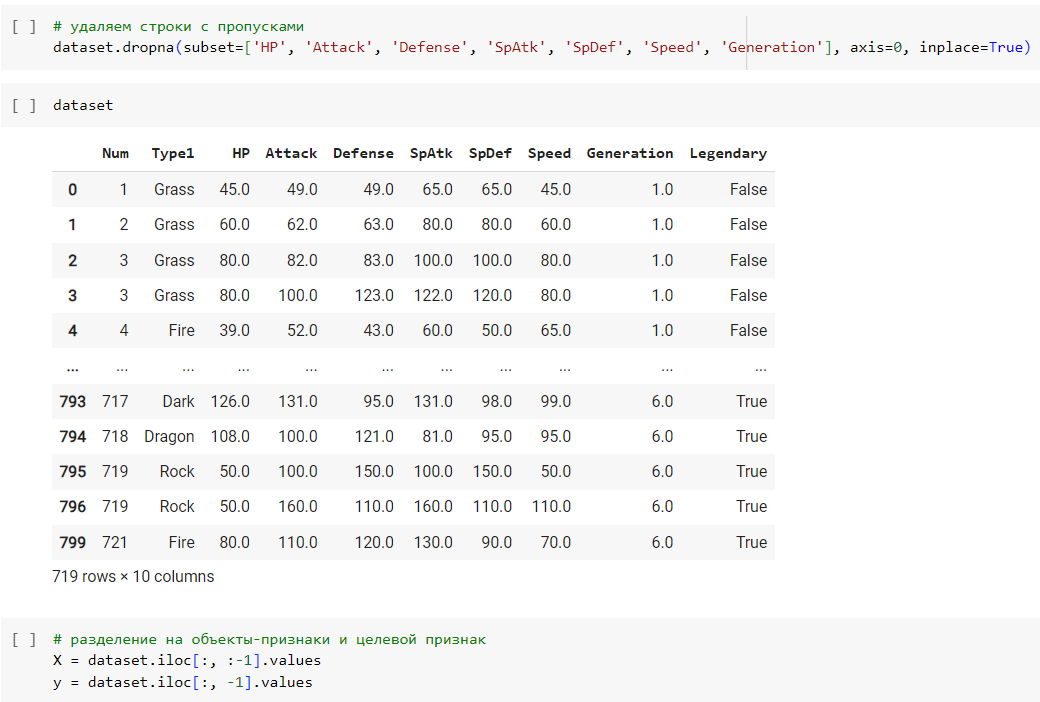 [ ] # удаляем строки с пропусками
dataset.dropna(subset=['HP', 'Attack', 'Defense', 'SpAtk', 'SpDef', 'Speed', 'Generation'], axis=0, inplace=True)
[ ] dataset
Num Type1 HP Attack Defense SpAtk SpDef Speed Generation Legendary
0 1 Grass 45.0 49.0 49.0 65.0 65.0 45.0 1.0 False
1 2 Grass 60.0 62.0 63.0 80.0 80.0 60.0 1.0 False
2 3 Grass 80.0 82.0 83.0 100.0 100.0 80.0 1.0 False
3 3 Grass 80.0 100.0 123.0 122.0 120.0 80.0 1.0 False
4 4 Fire 39.0 52.0 43.0 60.0 50.0 65.0 1.0 False
... ... ... ... ... ... ... ... ... ... ...
793 717 Dark 126.0 131.0 95.0 131.0 98.0 99.0 6.0 True
794 718 Dragon 108.0 100.0 121.0 81.0 95.0 95.0 6.0 True
795 719 Rock 50.0 100.0 150.0 100.0 150.0 50.0 6.0 True
796 719 Rock 50.0 160.0 110.0 160.0 110.0 110.0 6.0 True
799 721 Fire 80.0 110.0 120.0 130.0 90.0 70.0 6.0 True
719 rows × 10 columns
[ ] # разделение на объекты-признаки и целевой признак
X = dataset.iloc[:, :-1].values
y = dataset.iloc[:, -1].values